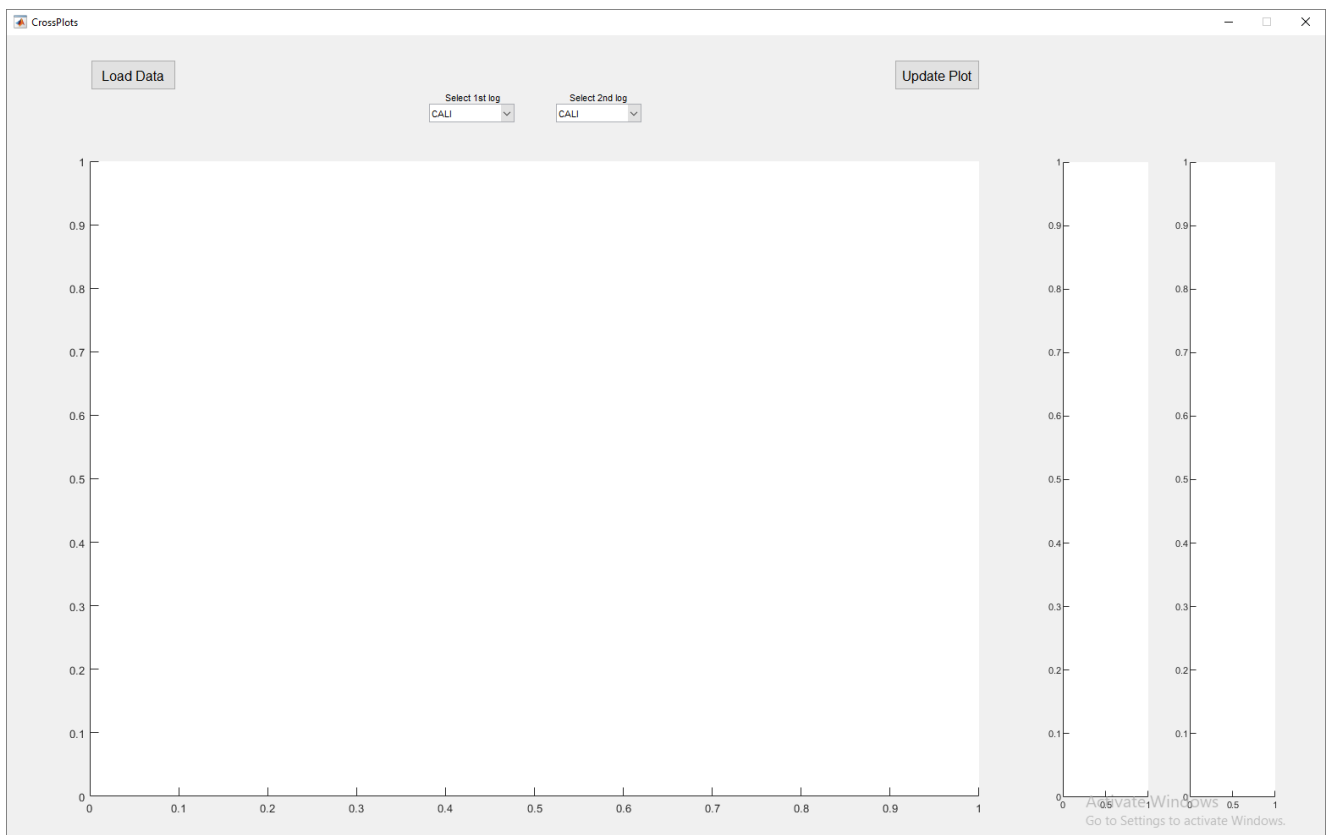 CrossPlots
Load Data
Update Plot
Select 1st log
Select 2nd log
CALI
CALI
1
0.9
0.8
0.7
0.6
0.5
0.4
0.3
0.2
0.1
0
0 0.1 0.2 0.3 0.4 0.5 0.6 0.7 0.8 0.9 1
1
0.9
0.8
0.7
0.6
0.5
0.4
0.3
0.2
0.1
0
0 0.5 1
1
0.9
0.8
0.7
0.6
0.5
0.4
0.3
0.2
0.1
0
0 0.5 1
Activate Windows
Go to Settings to activate Windows.